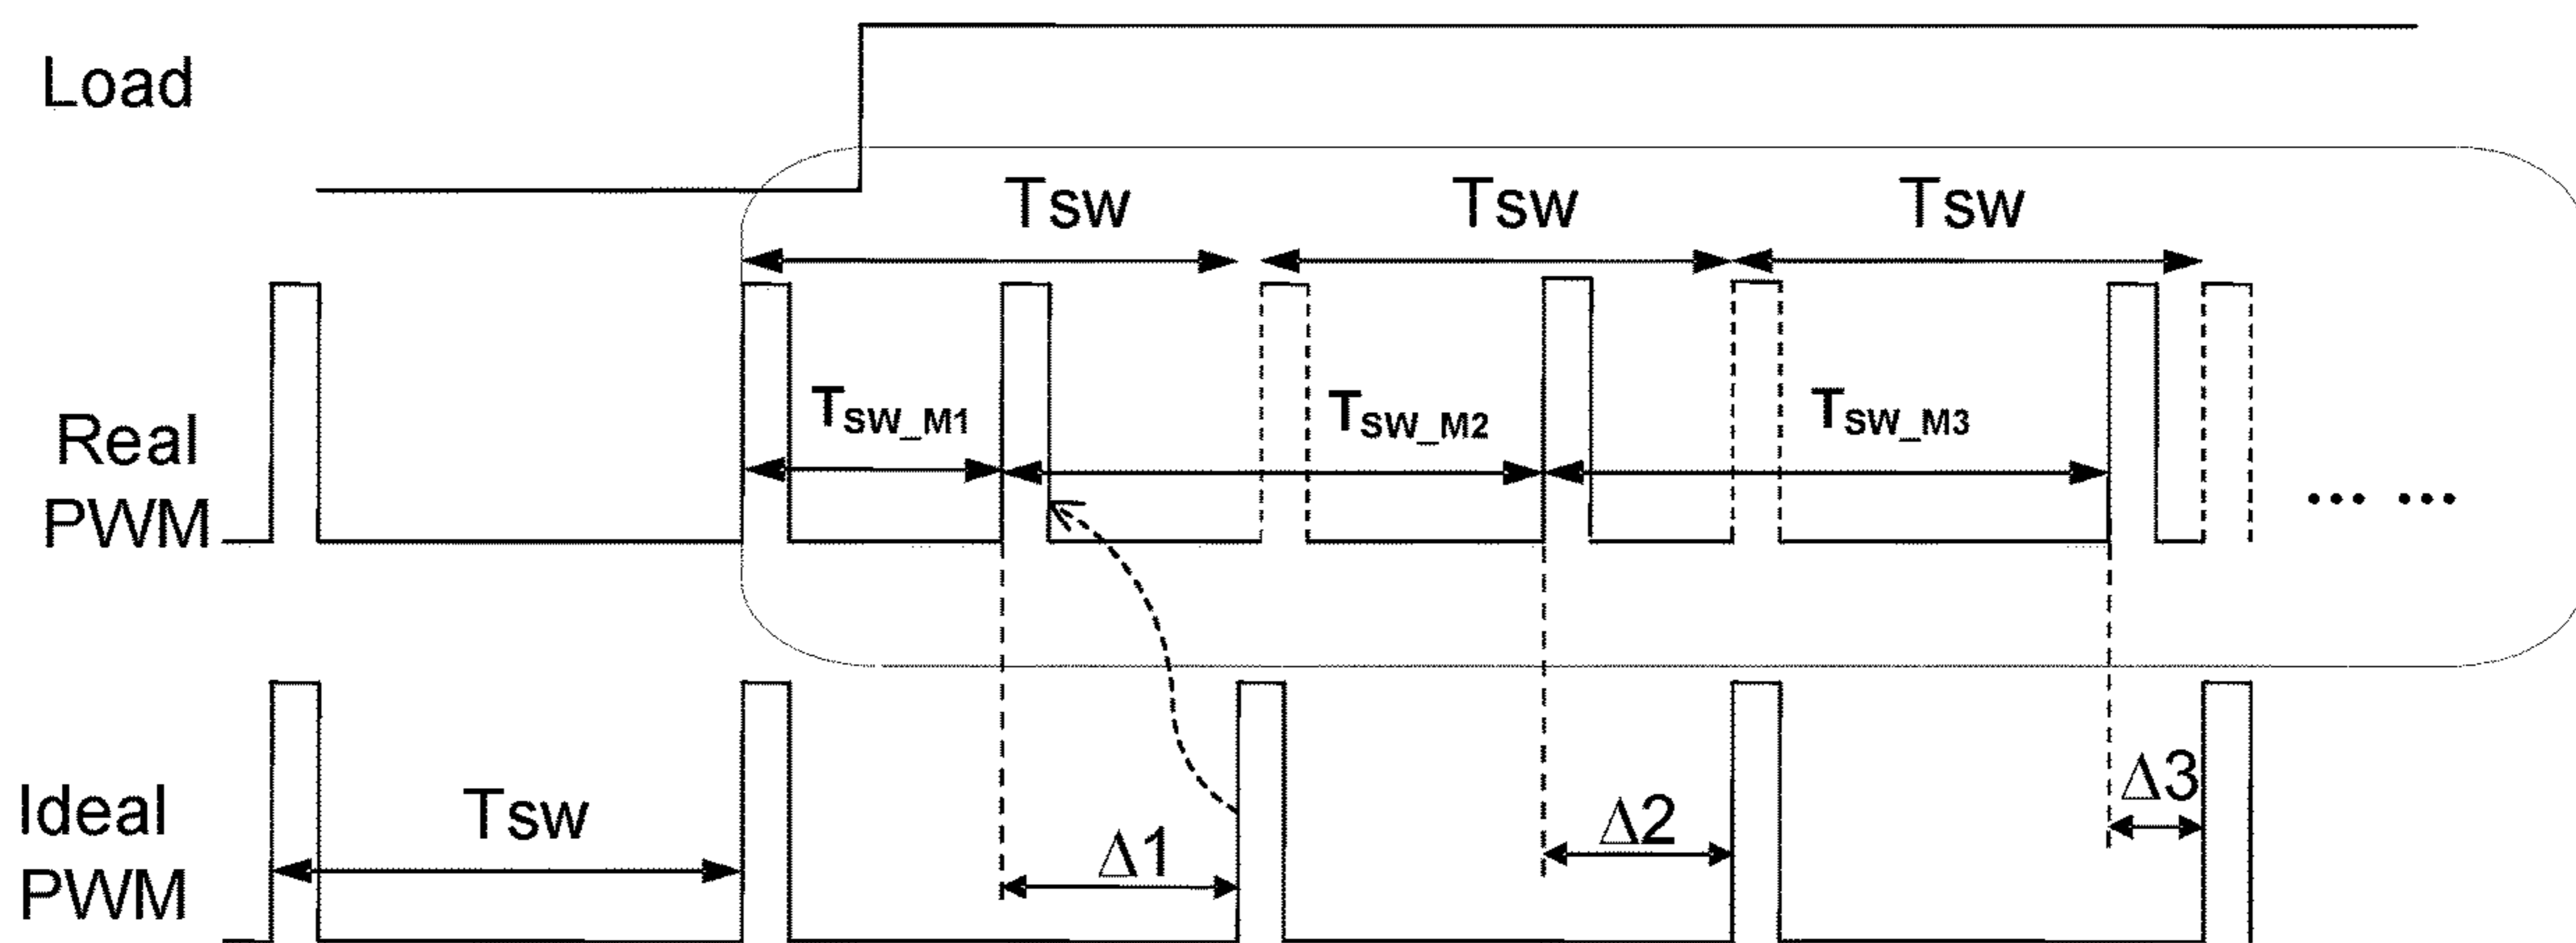 Load
Tsw Tsw Tsw
Real
PWM
TSW_M1 TSW_M2 TSW_M3
... ...
Ideal
PWM
Tsw
Δ1 Δ2 Δ3